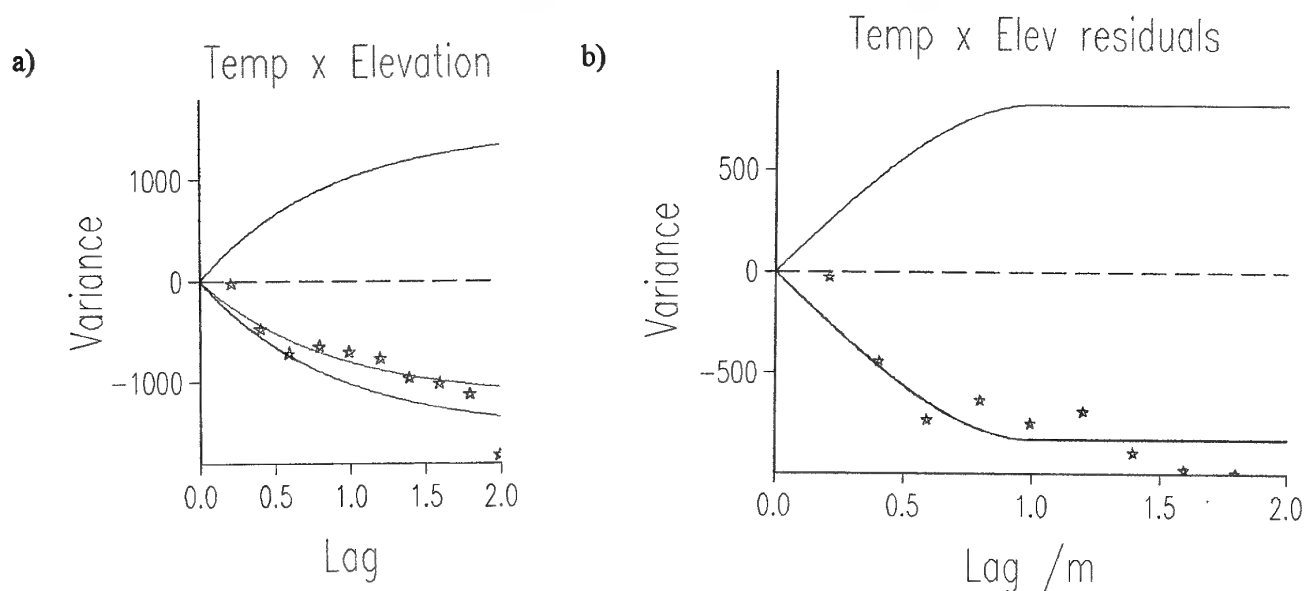 a)
Temp x Elevation
Variance
1000
0
−1000
0.0 0.5 1.0 1.5 2.0
Lag
b)
Temp x Elev residuals
Variance
500
0
−500
0.0 0.5 1.0 1.5 2.0
Lag /m